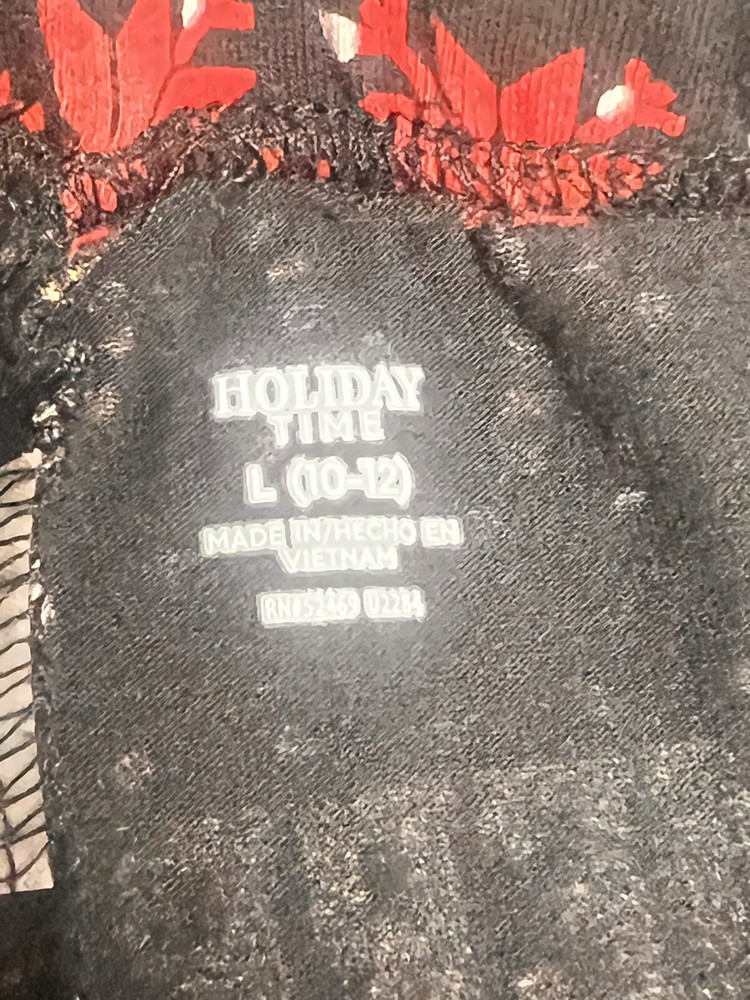 HOLIDAY
TIME
L (10-12)
MADE IN/HECHO EN
VIETNAM
RN#52469 U2284